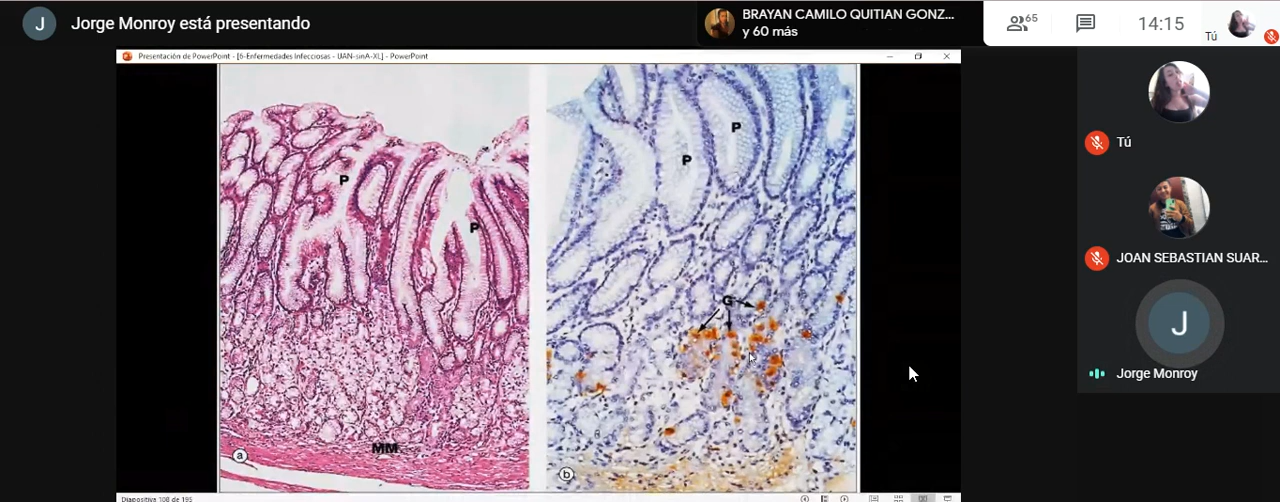 J Jorge Monroy está presentando
BRAYAN CAMILO QUITIAN GONZ...
y 60 más
65
14:15
Tú
Presentación de PowerPoint - [6-Enfermedades Infecciosas - UAN-sinA-XL] - PowerPoint
P
P
MM
a
P
P
G
b
Tú
JOAN SEBASTIAN SUAR...
J
Jorge Monroy
Diapositiva 108 de 195